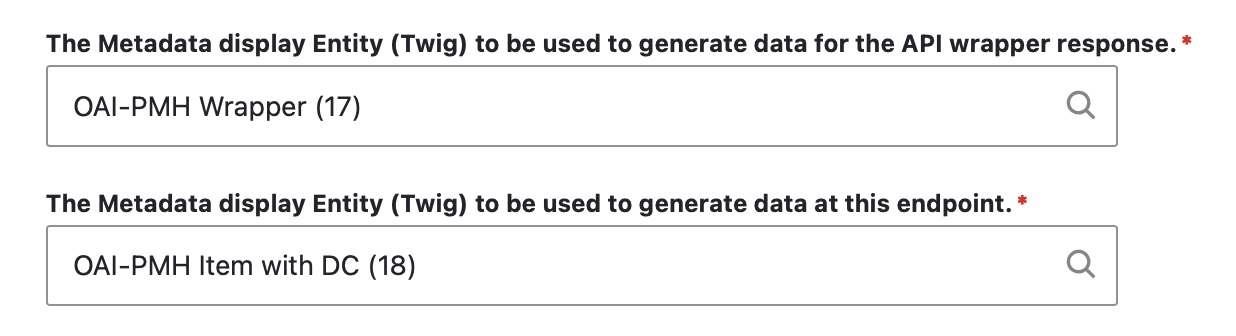 The Metadata display Entity (Twig) to be used to generate data for the API wrapper response. *
OAI-PMH Wrapper (17)
The Metadata display Entity (Twig) to be used to generate data at this endpoint. *
OAI-PMH Item with DC (18)